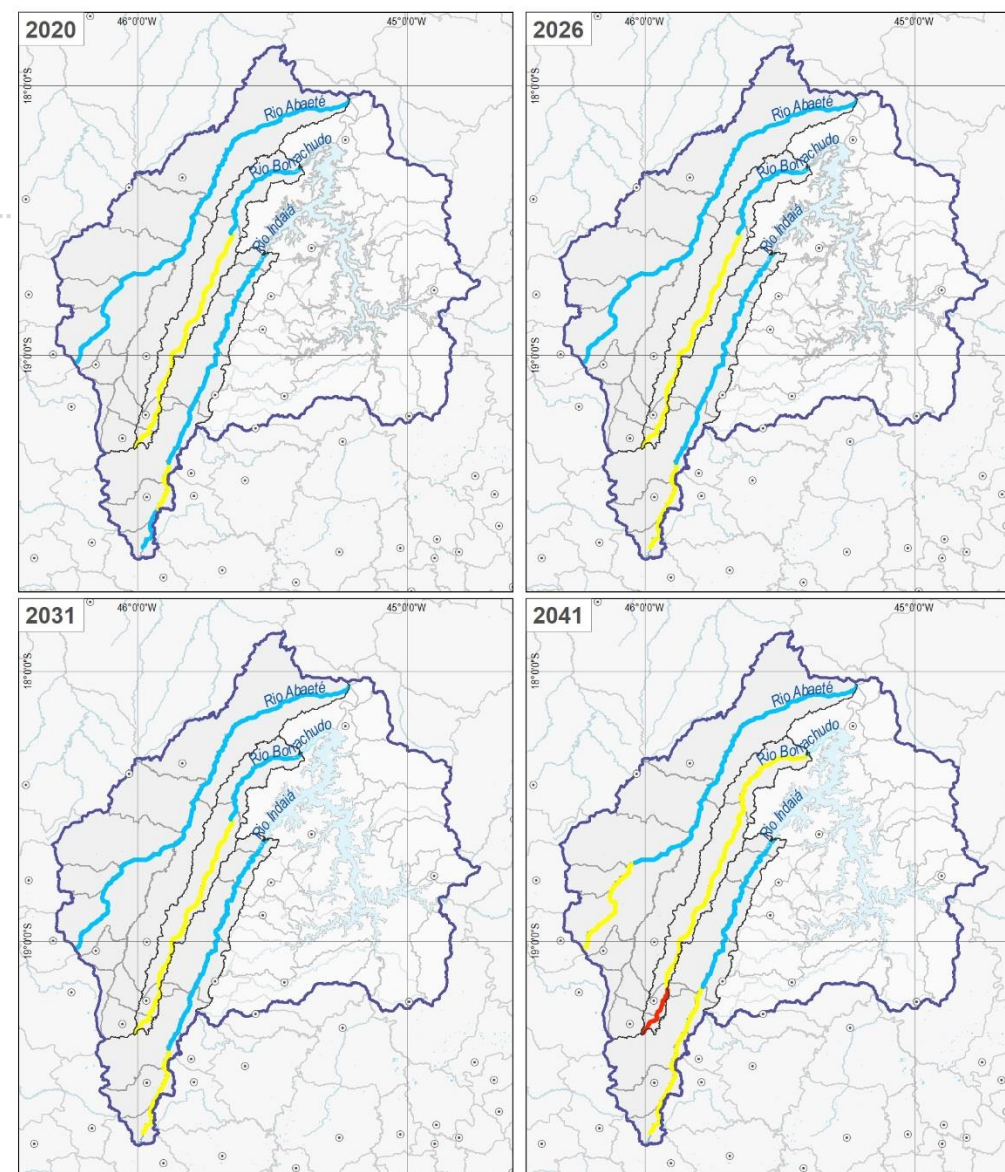 2020
46°0'0"W
45°0'0"W
18°0'0"S
Rio Abaeté
Rio Borrachudo
Rio Indaiá
19°0'0"S
2026
46°0'0"W
45°0'0"W
18°0'0"S
Rio Abaeté
Rio Borrachudo
Rio Indaiá
19°0'0"S
2031
46°0'0"W
45°0'0"W
18°0'0"S
Rio Abaeté
Rio Borrachudo
Rio Indaiá
19°0'0"S
2041
46°0'0"W
45°0'0"W
18°0'0"S
Rio Abaeté
Rio Borrachudo
Rio Indaiá
19°0'0"S